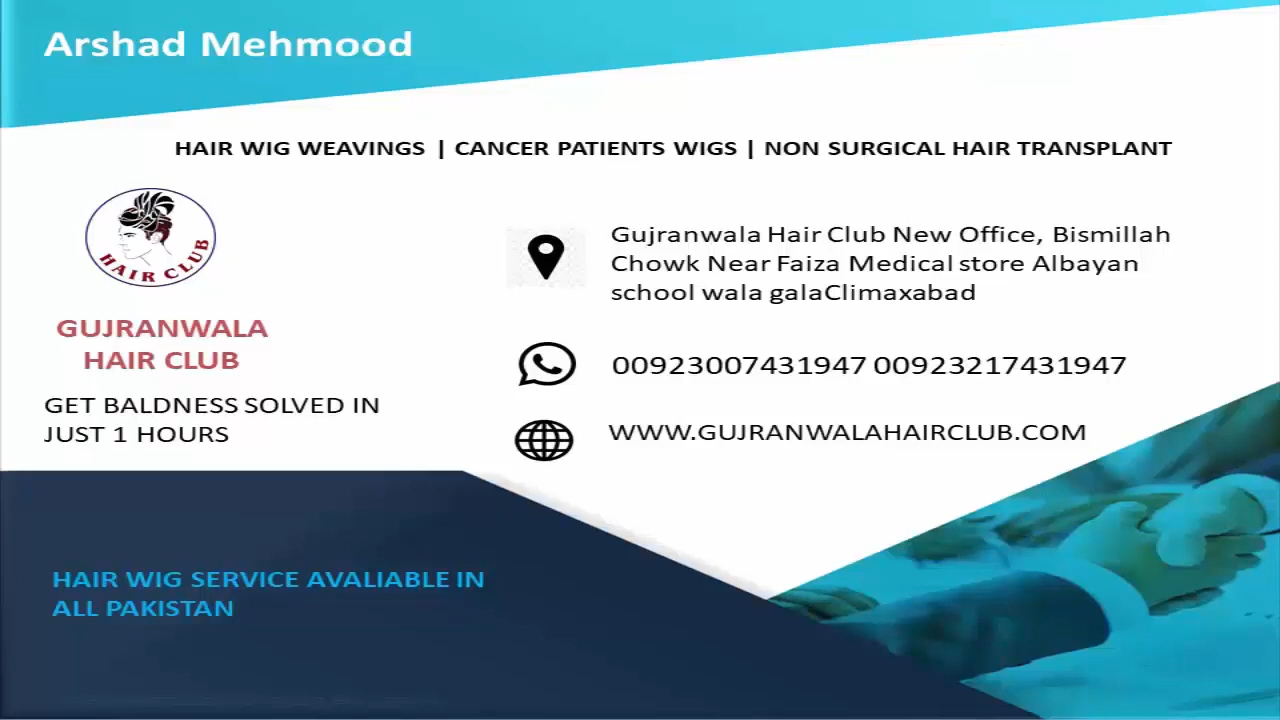 Arshad Mehmood
HAIR WIG WEAVINGS | CANCER PATIENTS WIGS | NON SURGICAL HAIR TRANSPLANT
HAIR CLUB
GUJRANWALA
HAIR CLUB
GET BALDNESS SOLVED IN
JUST 1 HOURS
Gujranwala Hair Club New Office, Bismillah
Chowk Near Faiza Medical store Albayan
school wala galaClimaxabad
00923007431947 00923217431947
WWW.GUJRANWALAHAIRCLUB.COM
HAIR WIG SERVICE AVALIABLE IN
ALL PAKISTAN